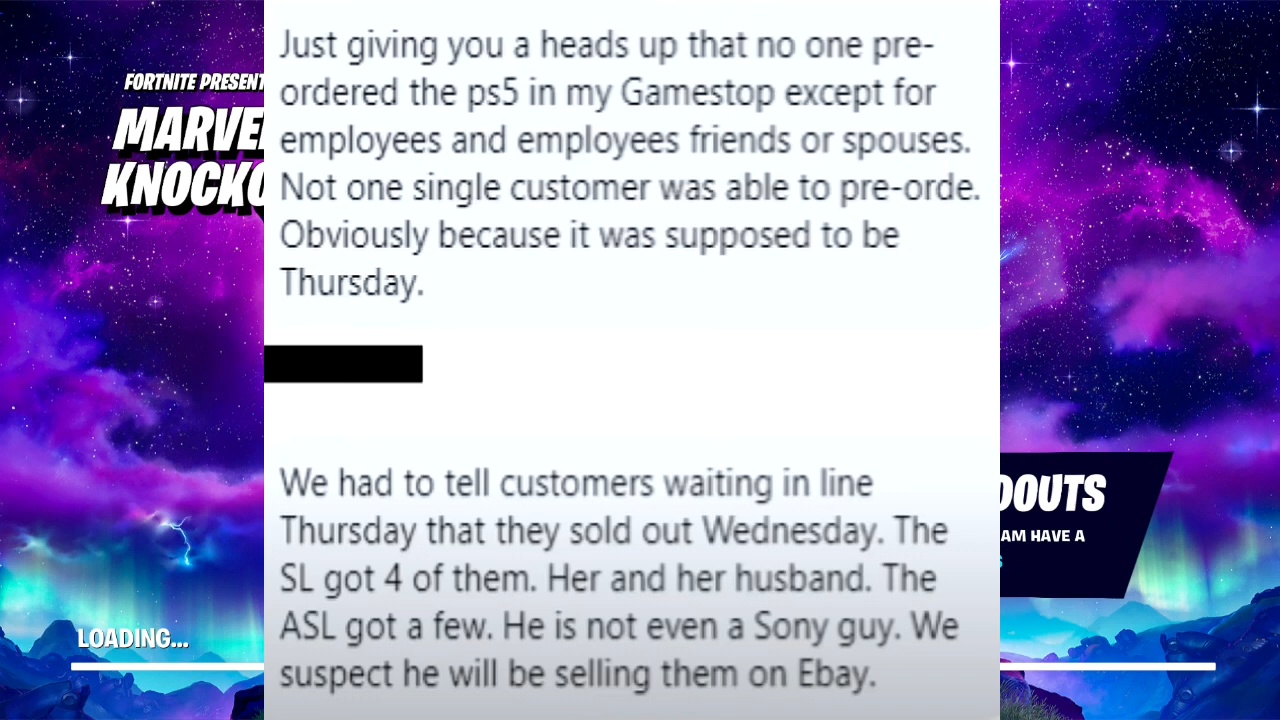 FORTNITE PRESENT
MARVE
KNOCKO
Just giving you a heads up that no one pre-
ordered the ps5 in my Gamestop except for
employees and employees friends or spouses.
Not one single customer was able to pre-orde.
Obviously because it was supposed to be
Thursday.
We had to tell customers waiting in line
Thursday that they sold out Wednesday. The
SL got 4 of them. Her and her husband. The
ASL got a few. He is not even a Sony guy. We
suspect he will be selling them on Ebay.
OUTS
AM HAVE A
LOADING...